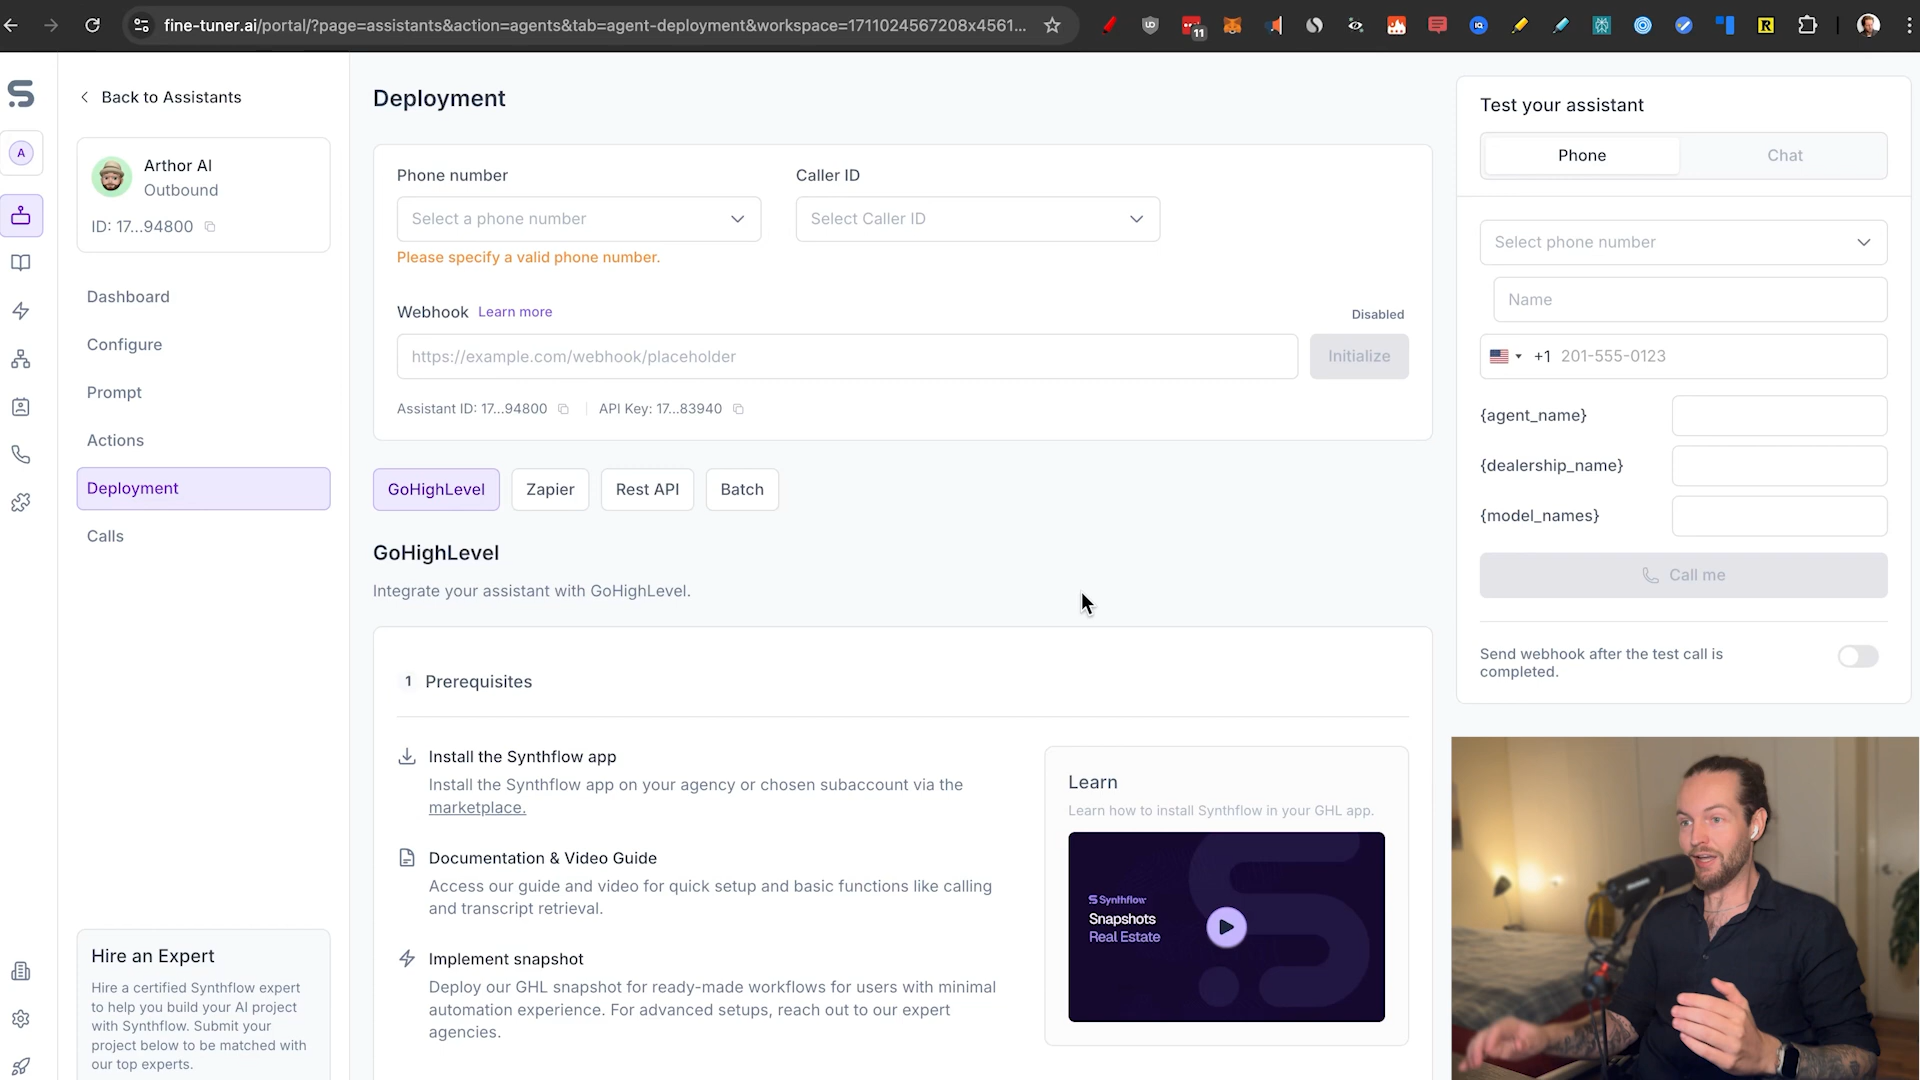 fine-tuner.ai/portal/?page=assistants&action=agents&tab=agent-deployment&workspace=1711024567208x4561...
11
Back to Assistants
A
Arthor AI
Outbound
ID: 17...94800
Dashboard
Configure
Prompt
Actions
Deployment
Calls
Hire an Expert
Hire a certified Synthflow expert
to help you build your AI project
with Synthflow. Submit your
project below to be matched with
our top experts.
Deployment
Phone number
Caller ID
Select a phone number
Select Caller ID
Please specify a valid phone number.
Webhook Learn more
Disabled
https://example.com/webhook/placeholder
Initialize
Assistant ID: 17...94800
API Key: 17...83940
GoHighLevel
Zapier
Rest API
Batch
GoHighLevel
Integrate your assistant with GoHighLevel.
1 Prerequisites
Install the Synthflow app
Install the Synthflow app on your agency or chosen subaccount via the
marketplace.
Documentation & Video Guide
Access our guide and video for quick setup and basic functions like calling
and transcript retrieval.
Implement snapshot
Deploy our GHL snapshot for ready-made workflows for users with minimal
automation experience. For advanced setups, reach out to our expert
agencies.
Learn
Learn how to install Synthflow in your GHL app.
Synthflow
Snapshots
Real Estate
Test your assistant
Phone
Chat
Select phone number
Name
+1 201-555-0123
{agent_name}
{dealership_name}
{model_names}
Call me
Send webhook after the test call is
completed.